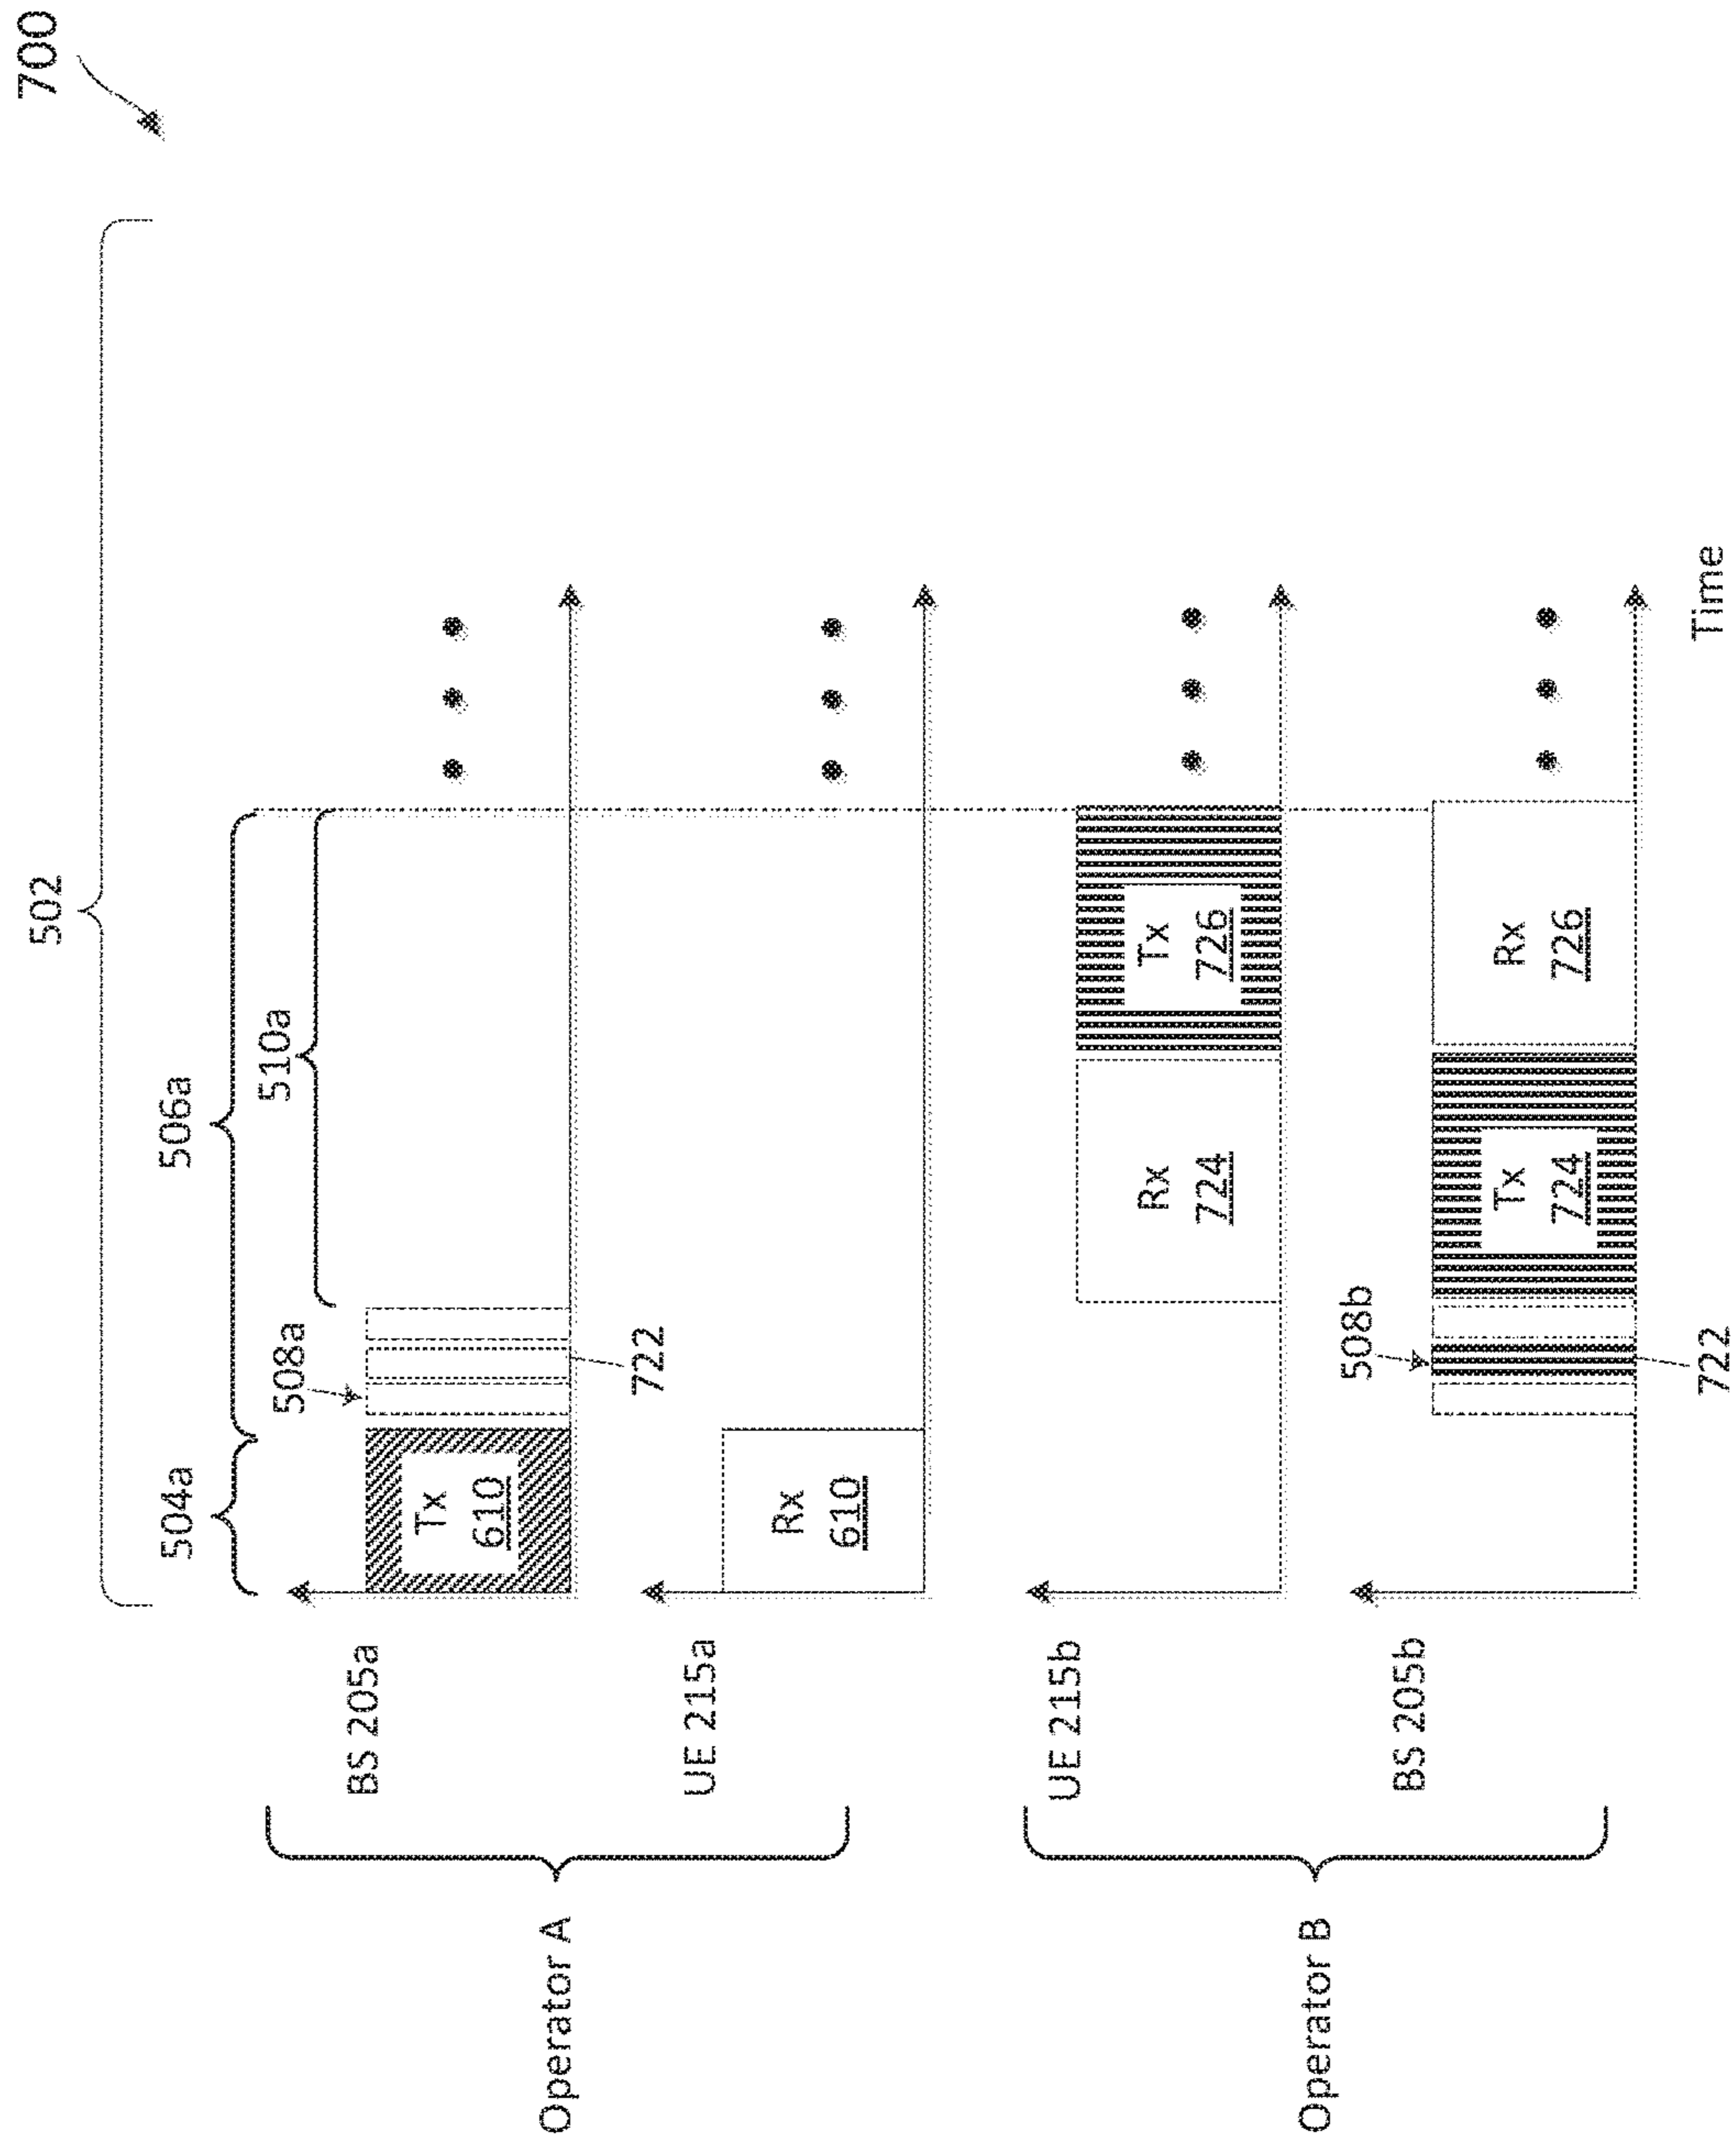 700
502
506a
504a
510a
508a
Operator A
BS 205a
Tx
610
722
UE 215a
Rx
610
Operator B
UE 215b
Rx
724
Tx
726
BS 205b
508b
Tx
724
Rx
726
722
Time